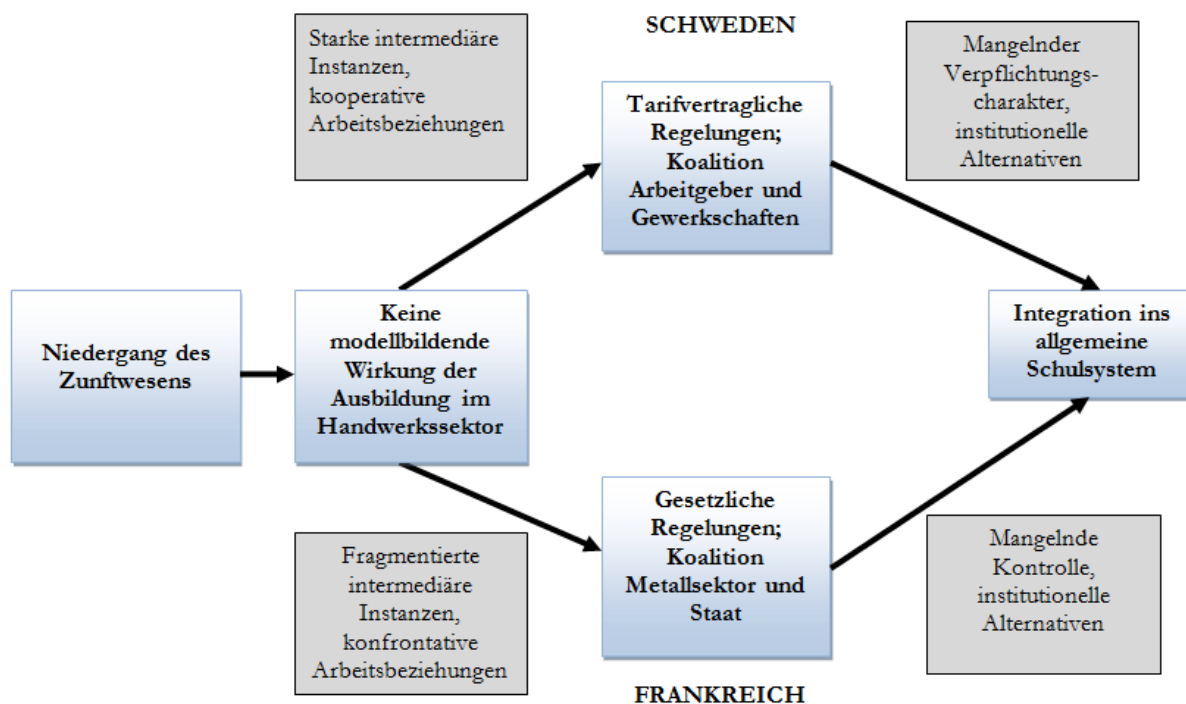 Starke intermediäre
Instanzen,
kooperative
Arbeitsbeziehungen
SCHWEDEN
Tarifvertragliche
Regelungen;
Koalition
Arbeitgeber und
Gewerkschaften
Mangelnder
Verpflichtungs-
charakter,
institutionelle
Alternativen
Niedergang des
Zunftwesens
Keine
modellbildende
Wirkung der
Ausbildung im
Handwerkssektor
Integration ins
allgemeine
Schulsystem
Fragmentierte
intermediäre
Instanzen,
konfrontative
Arbeitsbeziehungen
Gesetzliche
Regelungen;
Koalition
Metallsektor und
Staat
Mangelnde
Kontrolle,
institutionelle
Alternativen
FRANKREICH